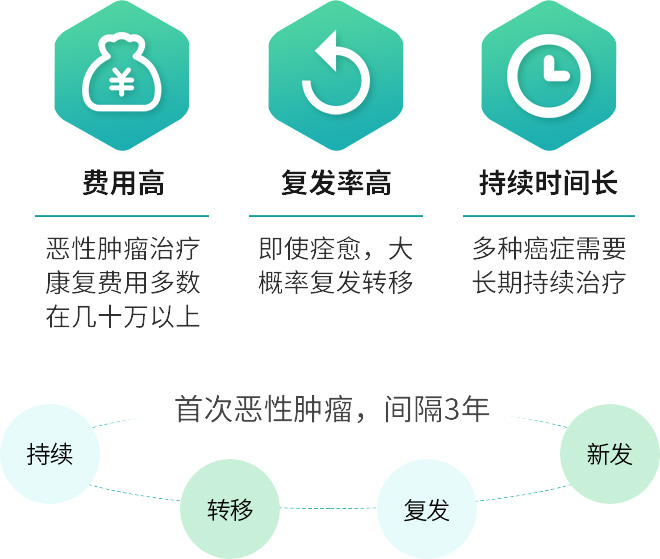 ¥
费用高
复发率高
持续时间长
恶性肿瘤治疗
康复费用多数
在几十万以上
即使痊愈，大
概率复发转移
多种癌症需要
长期持续治疗
首次恶性肿瘤，间隔3年
持续
转移
复发
新发